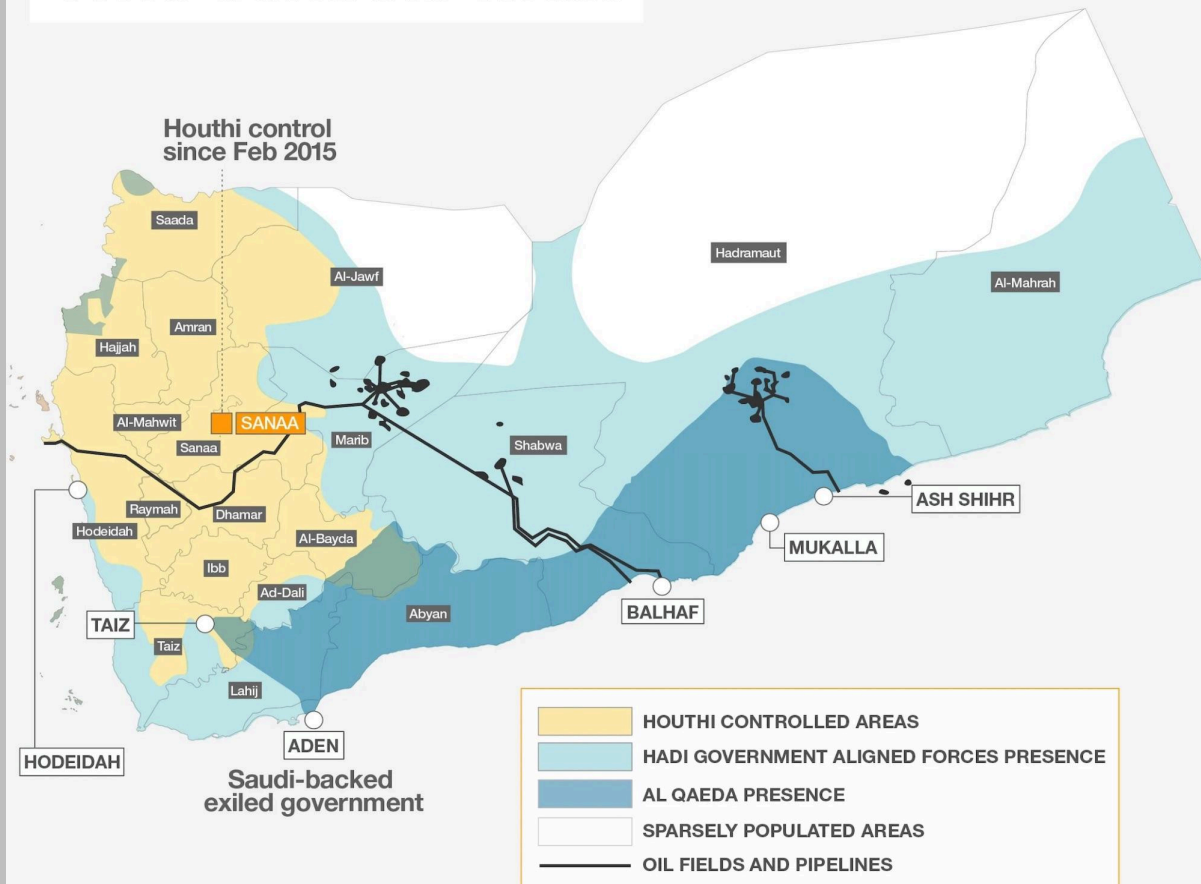 Houthi control
since Feb 2015
Saada
Al-Jawf
Hadramaut
Al-Mahrah
Amran
Hajjah
Al-Mahwit
SANAA
Sanaa
Marib
Shabwa
ASH SHIHR
Raymah
Dhamar
Hodeidah
Al-Bayda
MUKALLA
Ibb
Ad-Dali
BALHAF
Abyan
TAIZ
Taiz
Lahij
ADEN
HODEIDAH
Saudi-backed
exiled government
HOUTHI CONTROLLED AREAS
HADI GOVERNMENT ALIGNED FORCES PRESENCE
AL QAEDA PRESENCE
SPARSELY POPULATED AREAS
OIL FIELDS AND PIPELINES